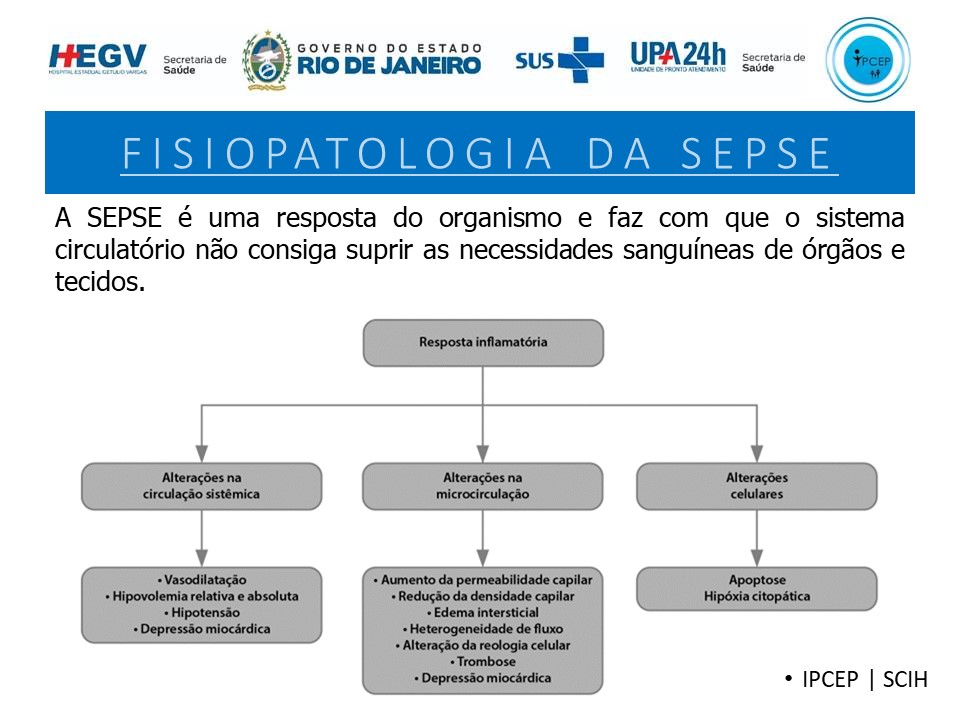 HEGV
HOSPITAL ESTADUAL GETULIO VARGAS
Secretaria de
Saúde
GOVERNO DO ESTADO
RIO DE JANEIRO
SUS
UPA24h
UNIDADE DE PRONTO ATENDIMENTO
Secretaria de
Saúde
IPCEP
FISIOPATOLOGIA DA SEPSE
A SEPSE é uma resposta do organismo e faz com que o sistema
circulatório não consiga suprir as necessidades sanguíneas de órgãos e
tecidos.
Resposta inflamatória
Alterações na
circulação sistêmica
Alterações na
microcirculação
Alterações
celulares
• Vasodilatação
• Hipovolemia relativa e absoluta
• Hipotensão
• Depressão miocárdica
• Aumento da permeabilidade capilar
• Redução da densidade capilar
• Edema intersticial
• Heterogeneidade de fluxo
• Alteração da reologia celular
• Trombose
• Depressão miocárdica
Apoptose
Hipóxia citopática
• IPCEP | SCIH